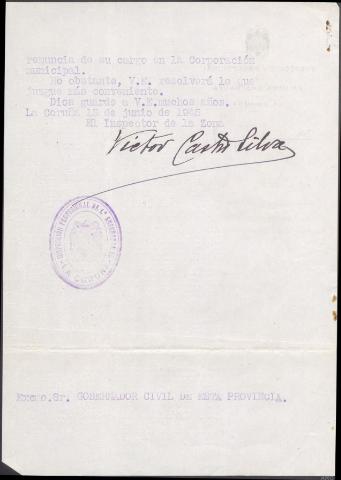 renuncia de su cargo en la Corporación
municipal.
No obstante, V.E. resolverá lo que
juzgue más conveniente.
Dios guarde a V.E.muchos años.
La Coruña de junio de
El Inspector de la Zona
Victor Castro Silva
LA CORUÑA
Excmo.Sr. GOBERNADOR CIVIL DE ESTA PROVINCIA.